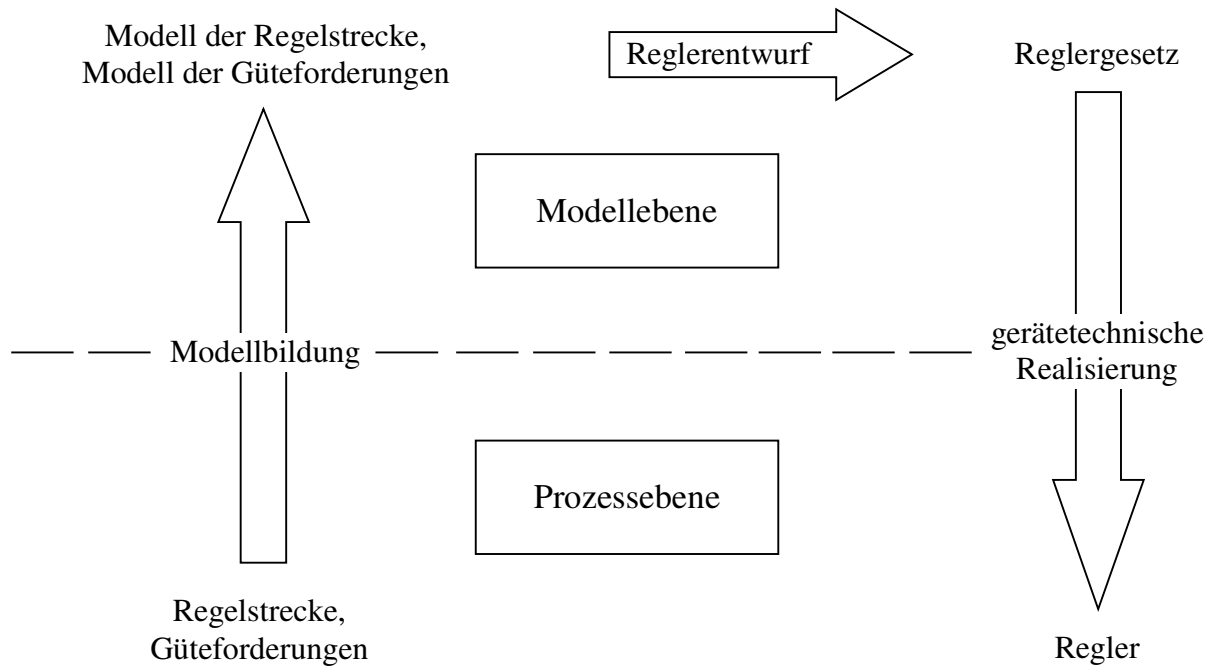 Modell der Regelstrecke,
Modell der Güteforderungen
Reglerentwurf
Reglergesetz
Modellebene
Modellbildung
gerätetechnische
Realisierung
Prozessebene
Regelstrecke,
Güteforderungen
Regler